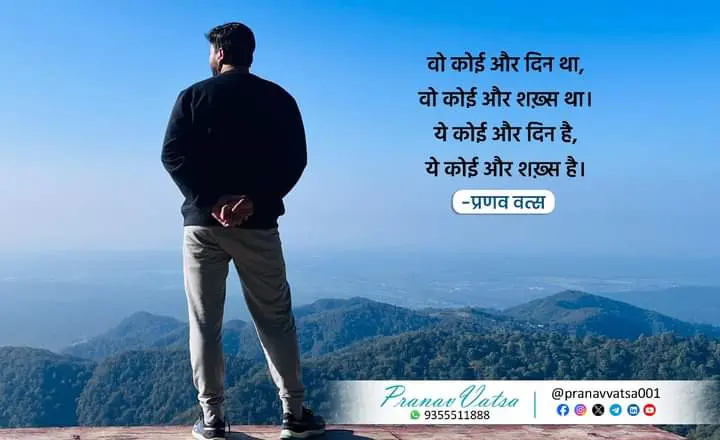 वो कोई और दिन था,
वो कोई और शख़्स था।
ये कोई और दिन है,
ये कोई और शख़्स है।
-प्रणव वत्स
Pranav Vatsa
9355511888
@pranavvatsa001